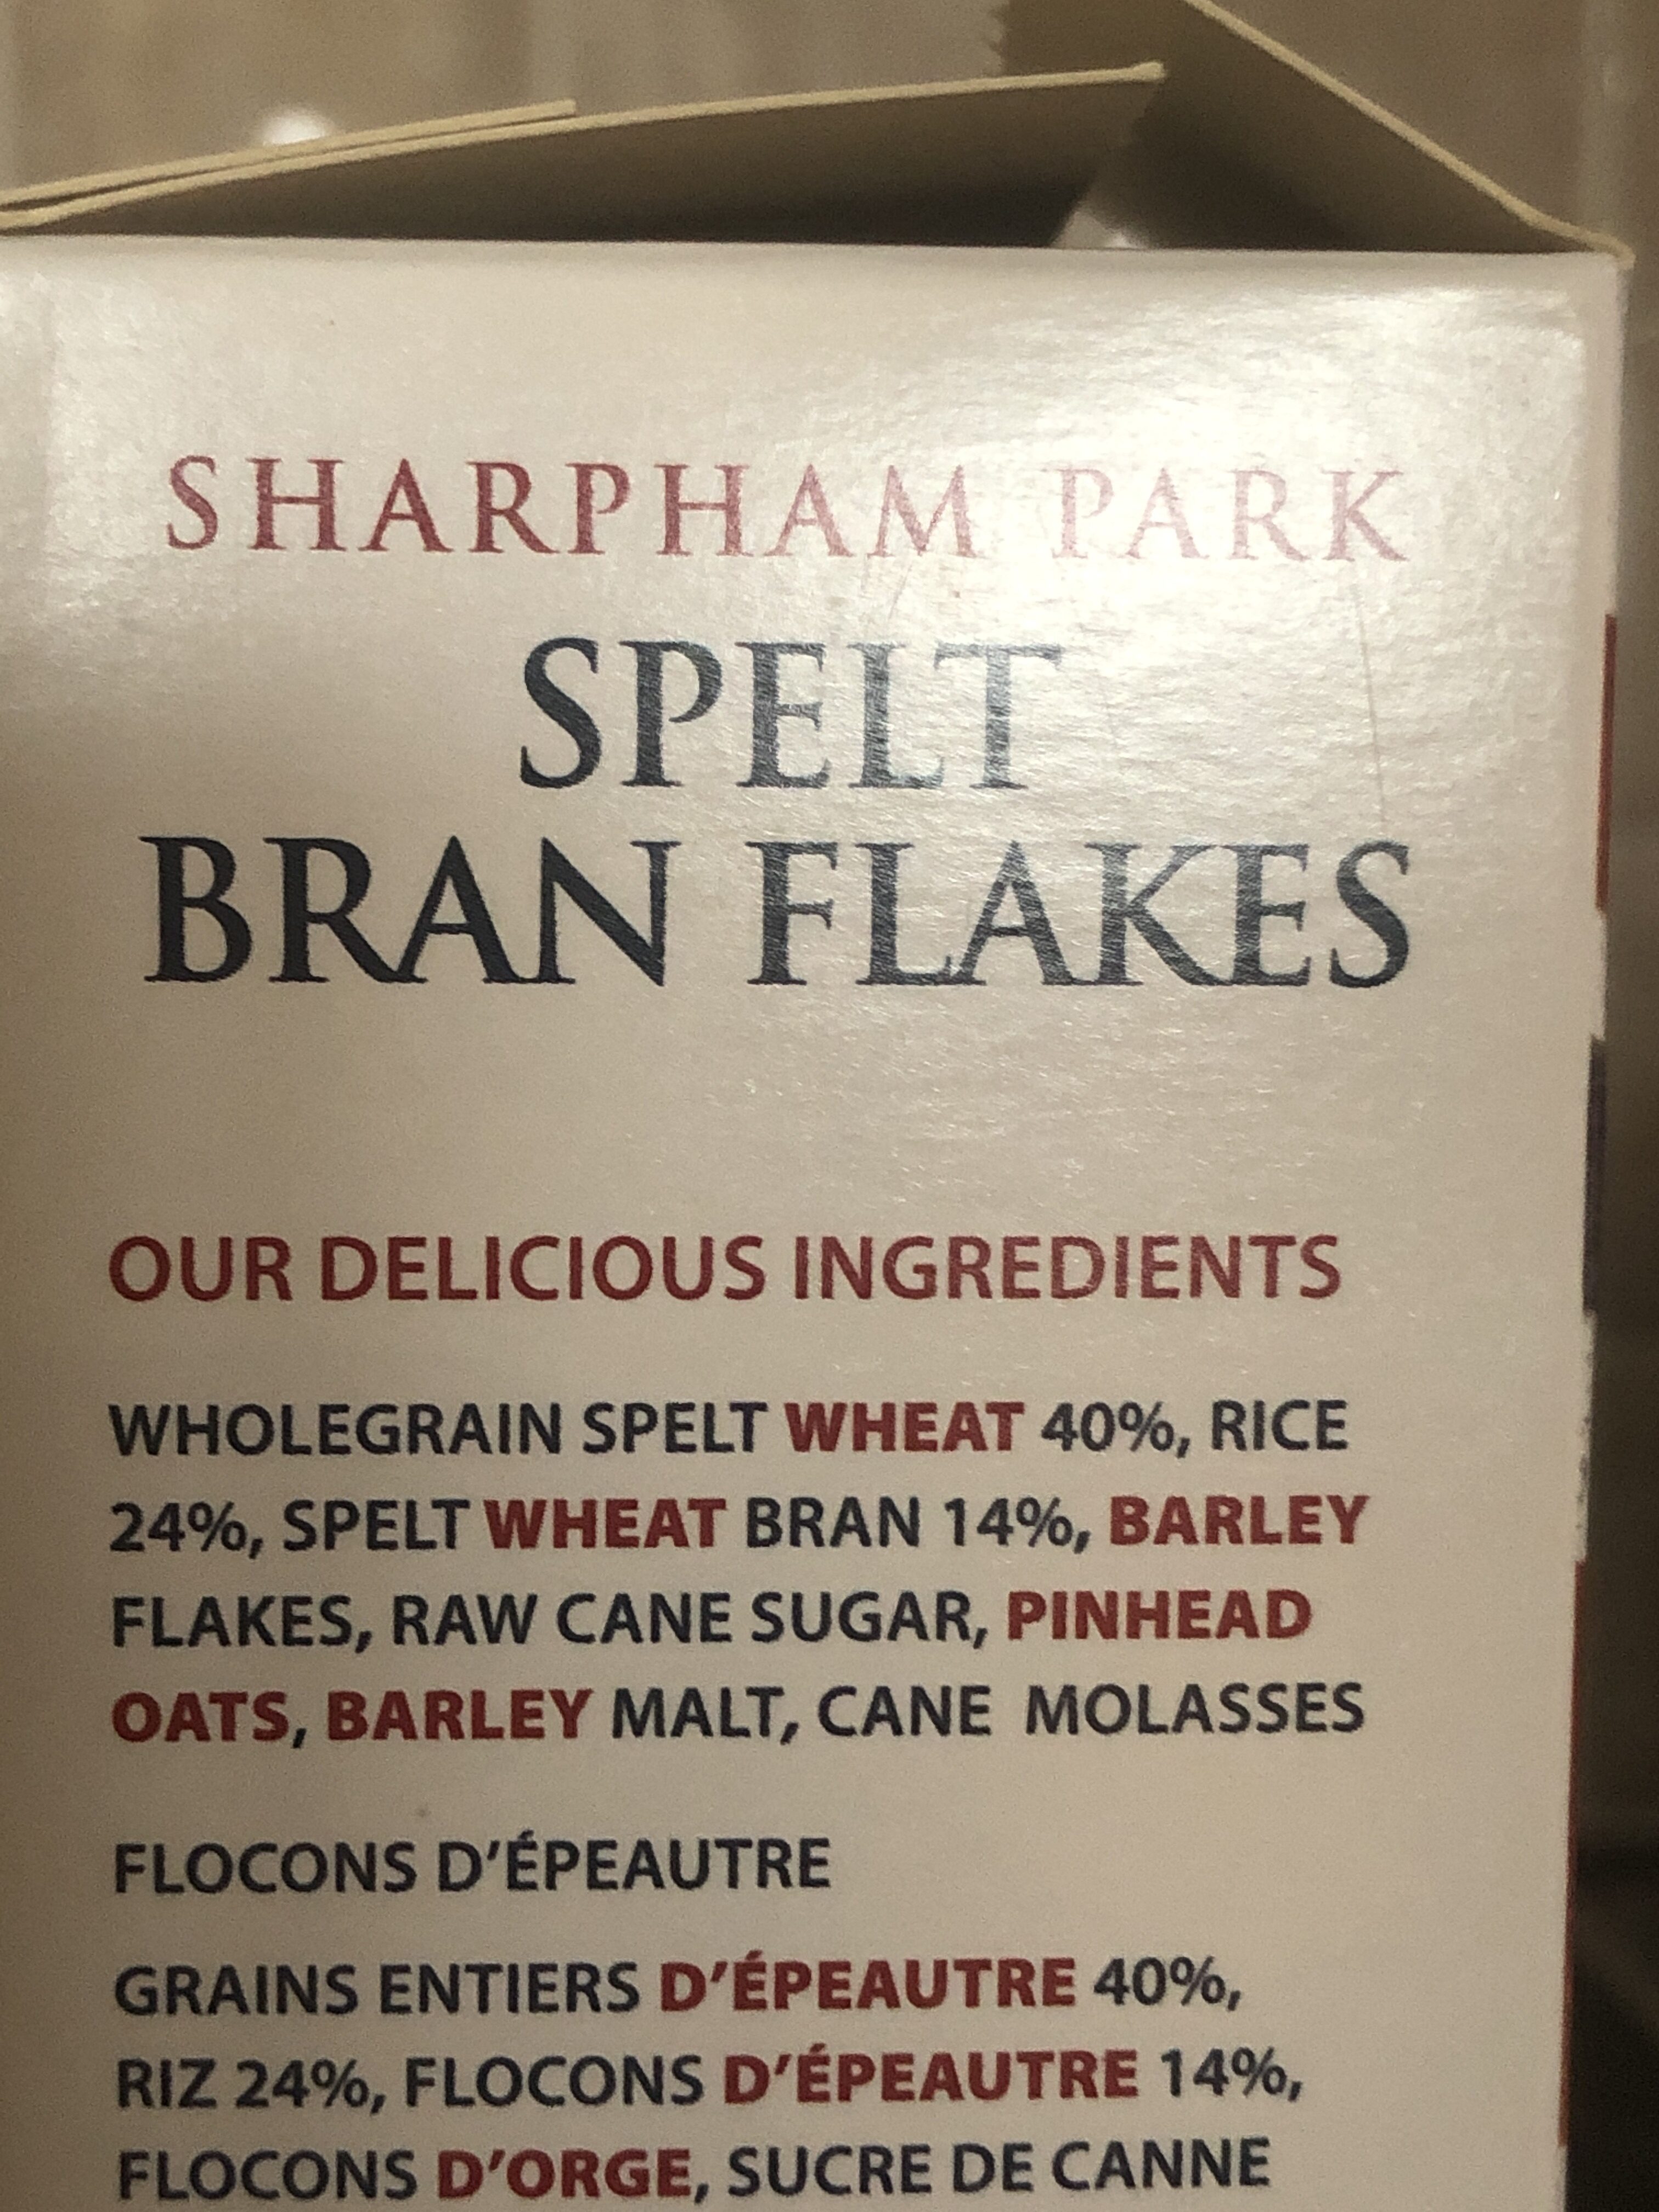 SHARPHAM PARK
SPELT
BRAN FLAKES
OUR DELICIOUS INGREDIENTS
WHOLEGRAIN SPELT WHEAT 40%, RICE
24%, SPELT WHEAT BRAN 14%, BARLEY
FLAKES, RAW CANE SUGAR, PINHEAD
OATS, BARLEY MALT, CANE MOLASSES
FLOCONS D’ÉPEAUTRE
GRAINS ENTIERS D’ÉPEAUTRE 40%,
RIZ 24%, FLOCONS D’ÉPEAUTRE 14%,
FLOCONS D’ORGE, SUCRE DE CANNE